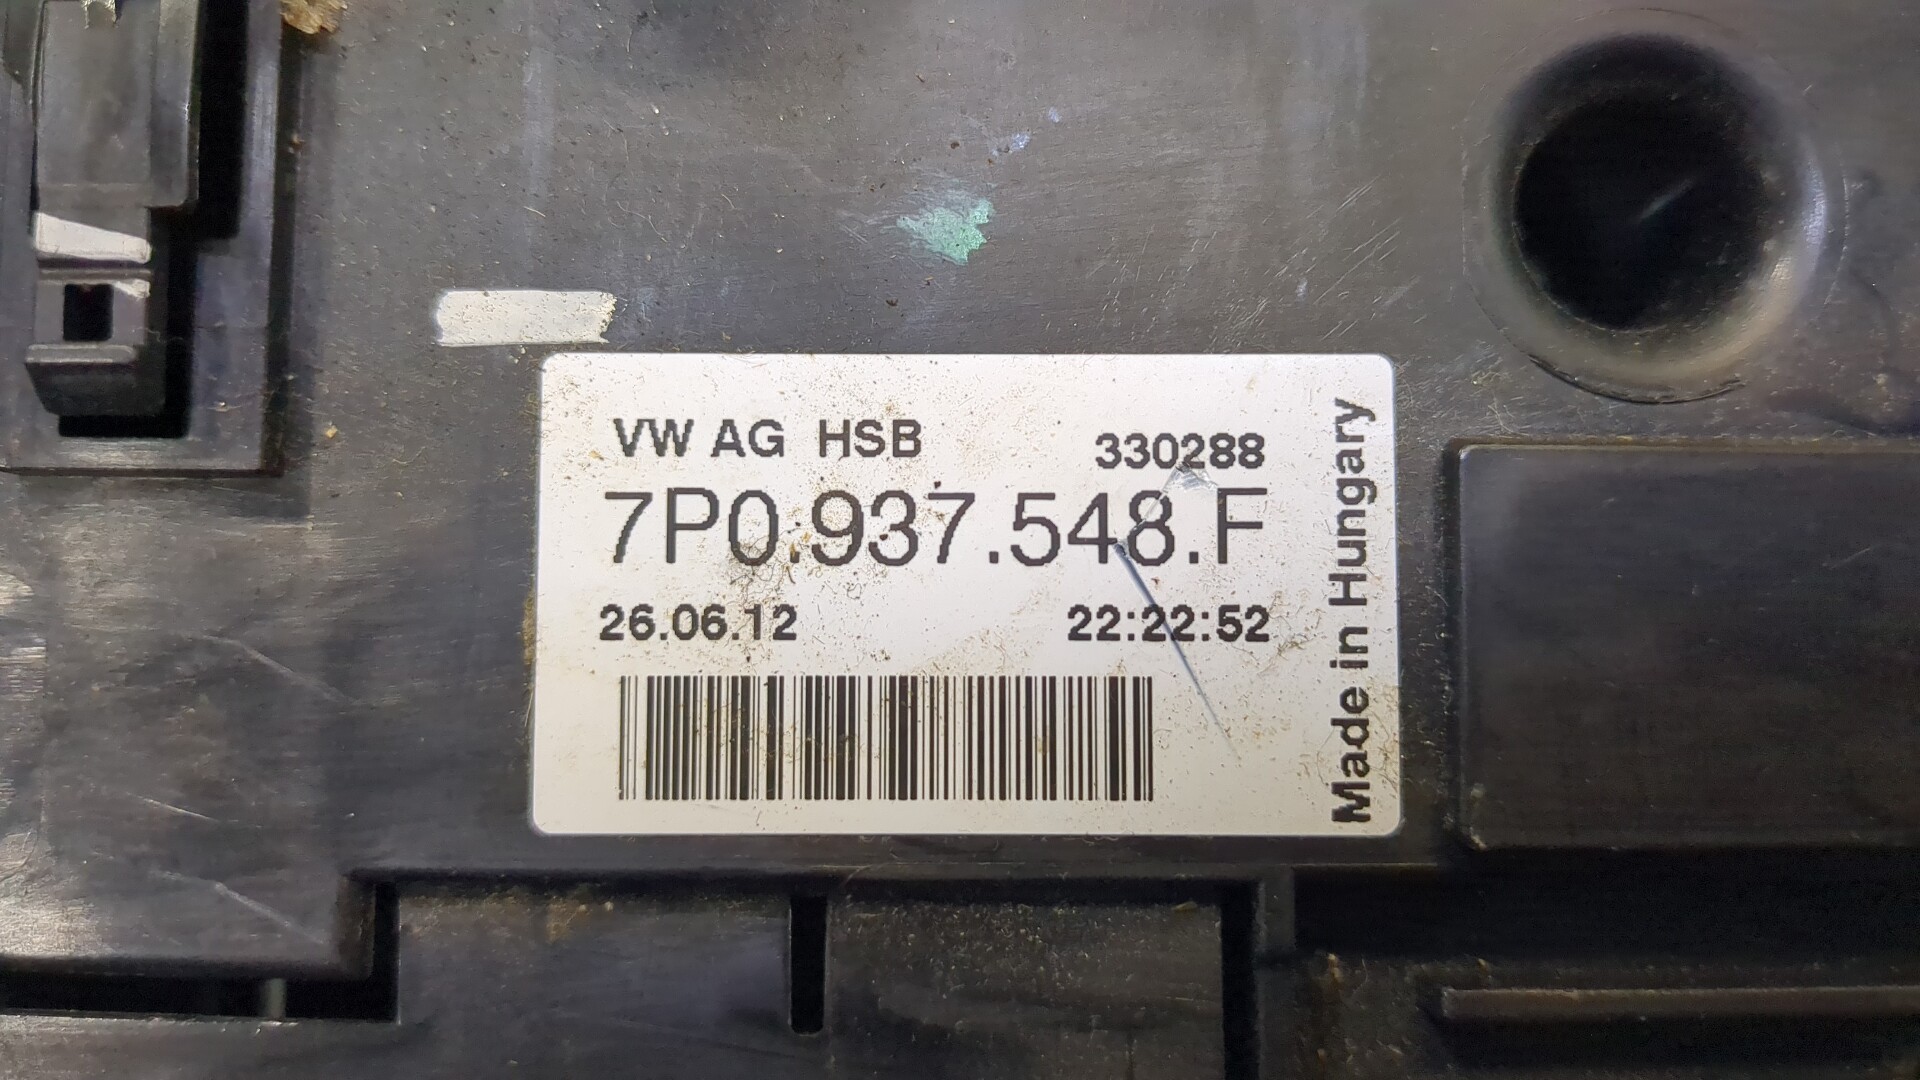 VW AG HSB 330288
7P0.937.548.F
26.06.12 22:22:52
Made in Hungary